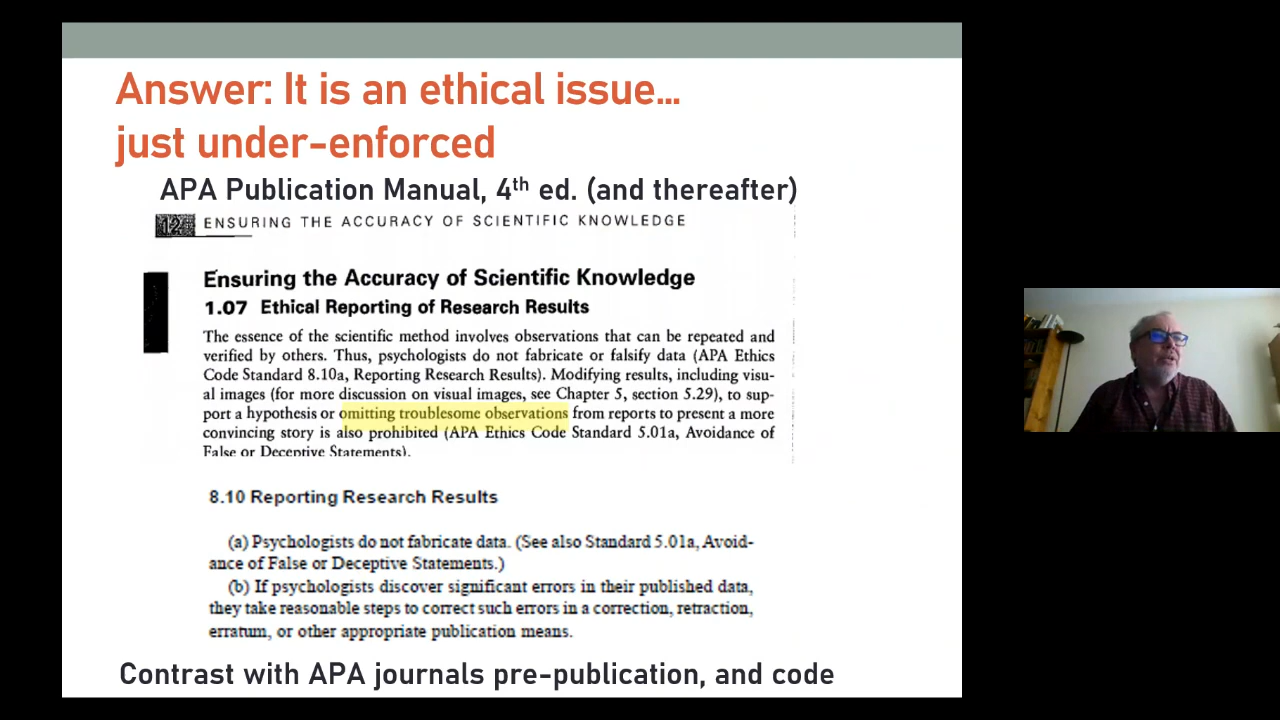 Answer: It is an ethical issue...
just under-enforced
APA Publication Manual, 4th ed. (and thereafter)
12 ENSURING THE ACCURACY OF SCIENTIFIC KNOWLEDGE
Ensuring the Accuracy of Scientific Knowledge
1.07 Ethical Reporting of Research Results
The essence of the scientific method involves observations that can be repeated and
verified by others. Thus, psychologists do not fabricate or falsify data (APA Ethics
Code Standard 8.10a, Reporting Research Results). Modifying results, including visu-
al images (for more discussion on visual images, see Chapter 5, section 5.29), to sup-
port a hypothesis or omitting troublesome observations from reports to present a more
convincing story is also prohibited (APA Ethics Code Standard 5.01a, Avoidance of
False or Deceptive Statements).
8.10 Reporting Research Results
(a) Psychologists do not fabricate data. (See also Standard 5.01a, Avoid-
ance of False or Deceptive Statements.)
(b) If psychologists discover significant errors in their published data,
they take reasonable steps to correct such errors in a correction, retraction,
erratum, or other appropriate publication means.
Contrast with APA journals pre-publication, and code